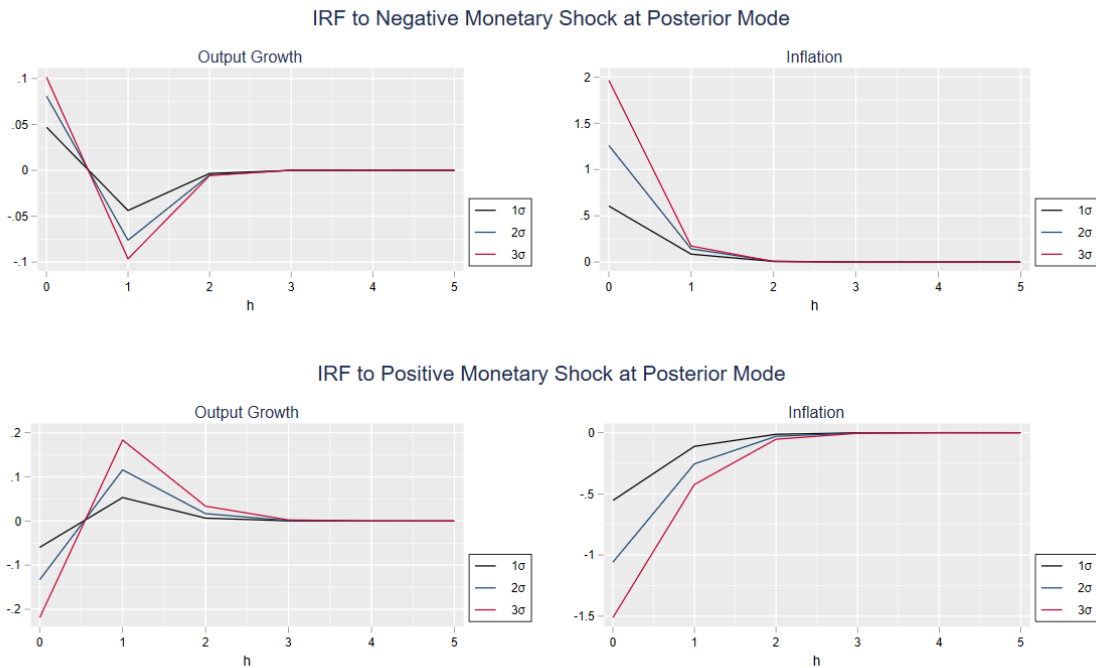 IRF to Negative Monetary Shock at Posterior Mode
Output Growth
.1
.05
0
-.05
-.1
0 1 2 3 4 5
h
1σ
2σ
3σ
Inflation
2
1.5
1
.5
0
0 1 2 3 4 5
h
1σ
2σ
3σ
IRF to Positive Monetary Shock at Posterior Mode
Output Growth
.2
.1
0
-.1
-.2
0 1 2 3 4 5
h
1σ
2σ
3σ
Inflation
0
-.5
-1
-1.5
0 1 2 3 4 5
h
1σ
2σ
3σ